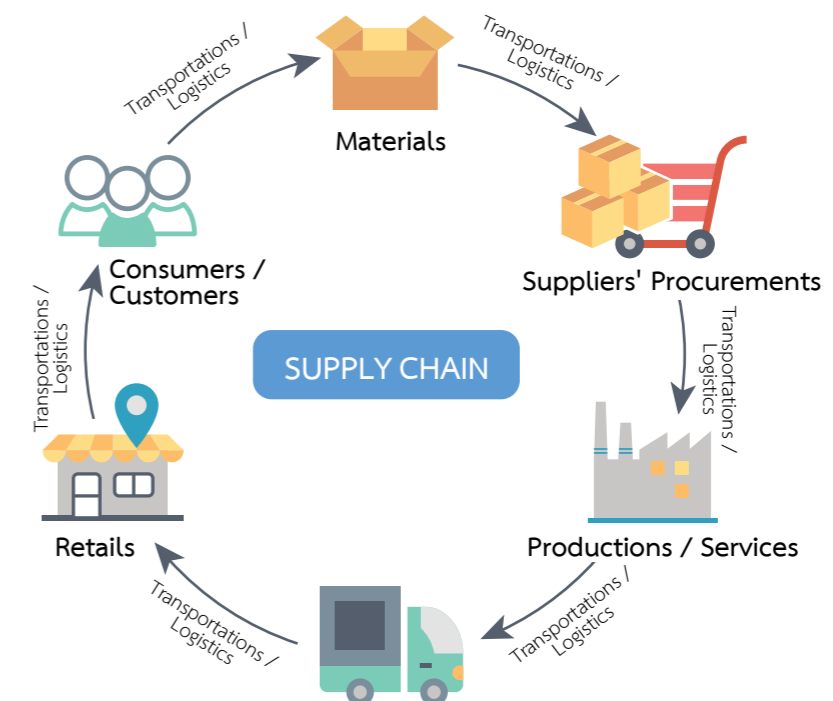 Transportations /
Logistics
Materials
Transportations /
Logistics
Suppliers' Procurements
Transportations /
Logistics
Productions / Services
Transportations /
Logistics
Transportations /
Logistics
Retails
Transportations /
Logistics
Consumers /
Customers
SUPPLY CHAIN